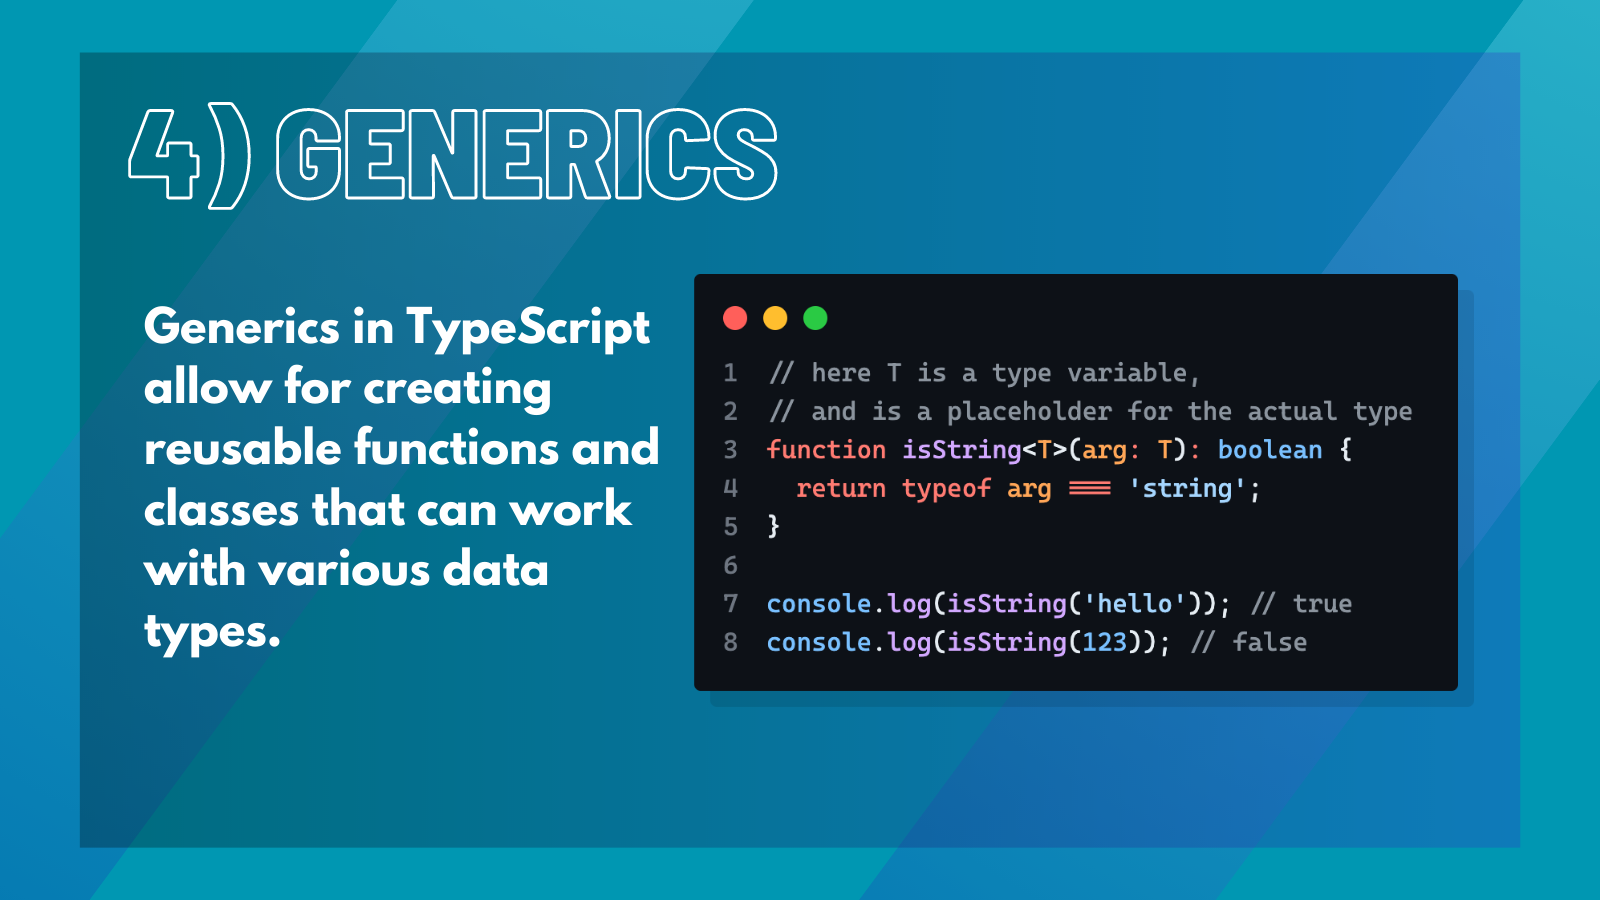 4) GENERICS
Generics in TypeScript
allow for creating
reusable functions and
classes that can work
with various data
types.
1 // here T is a type variable,
2 // and is a placeholder for the actual type
3 function isString<T>(arg: T): boolean {
4   return typeof arg === 'string';
5 }
6
7 console.log(isString('hello')); // true
8 console.log(isString(123)); // false